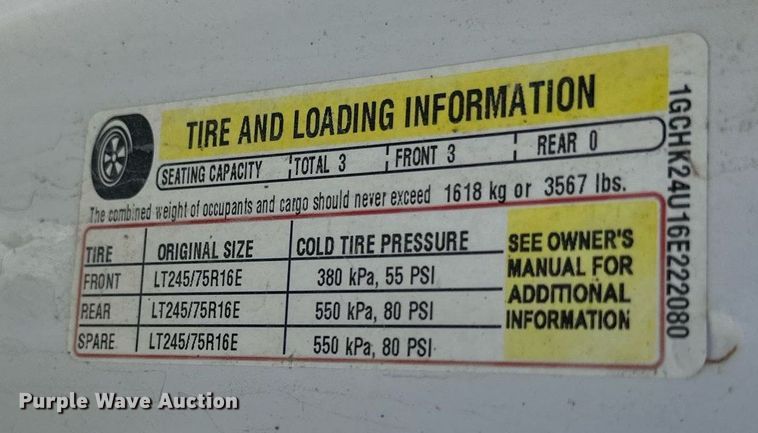 TIRE AND LOADING INFORMATION
SEATING CAPACITY TOTAL 3 FRONT 3 REAR 0
The combined weight of occupants and cargo should never exceed 1618 kg or 3567 lbs.
TIRE ORIGINAL SIZE COLD TIRE PRESSURE
FRONT LT245/75R16E 380 kPa, 55 PSI
REAR LT245/75R16E 550 kPa, 80 PSI
SPARE LT245/75R16E 550 kPa, 80 PSI
SEE OWNER'S
MANUAL FOR
ADDITIONAL
INFORMATION
1GCHK24U16E222080
Purple Wave Auction